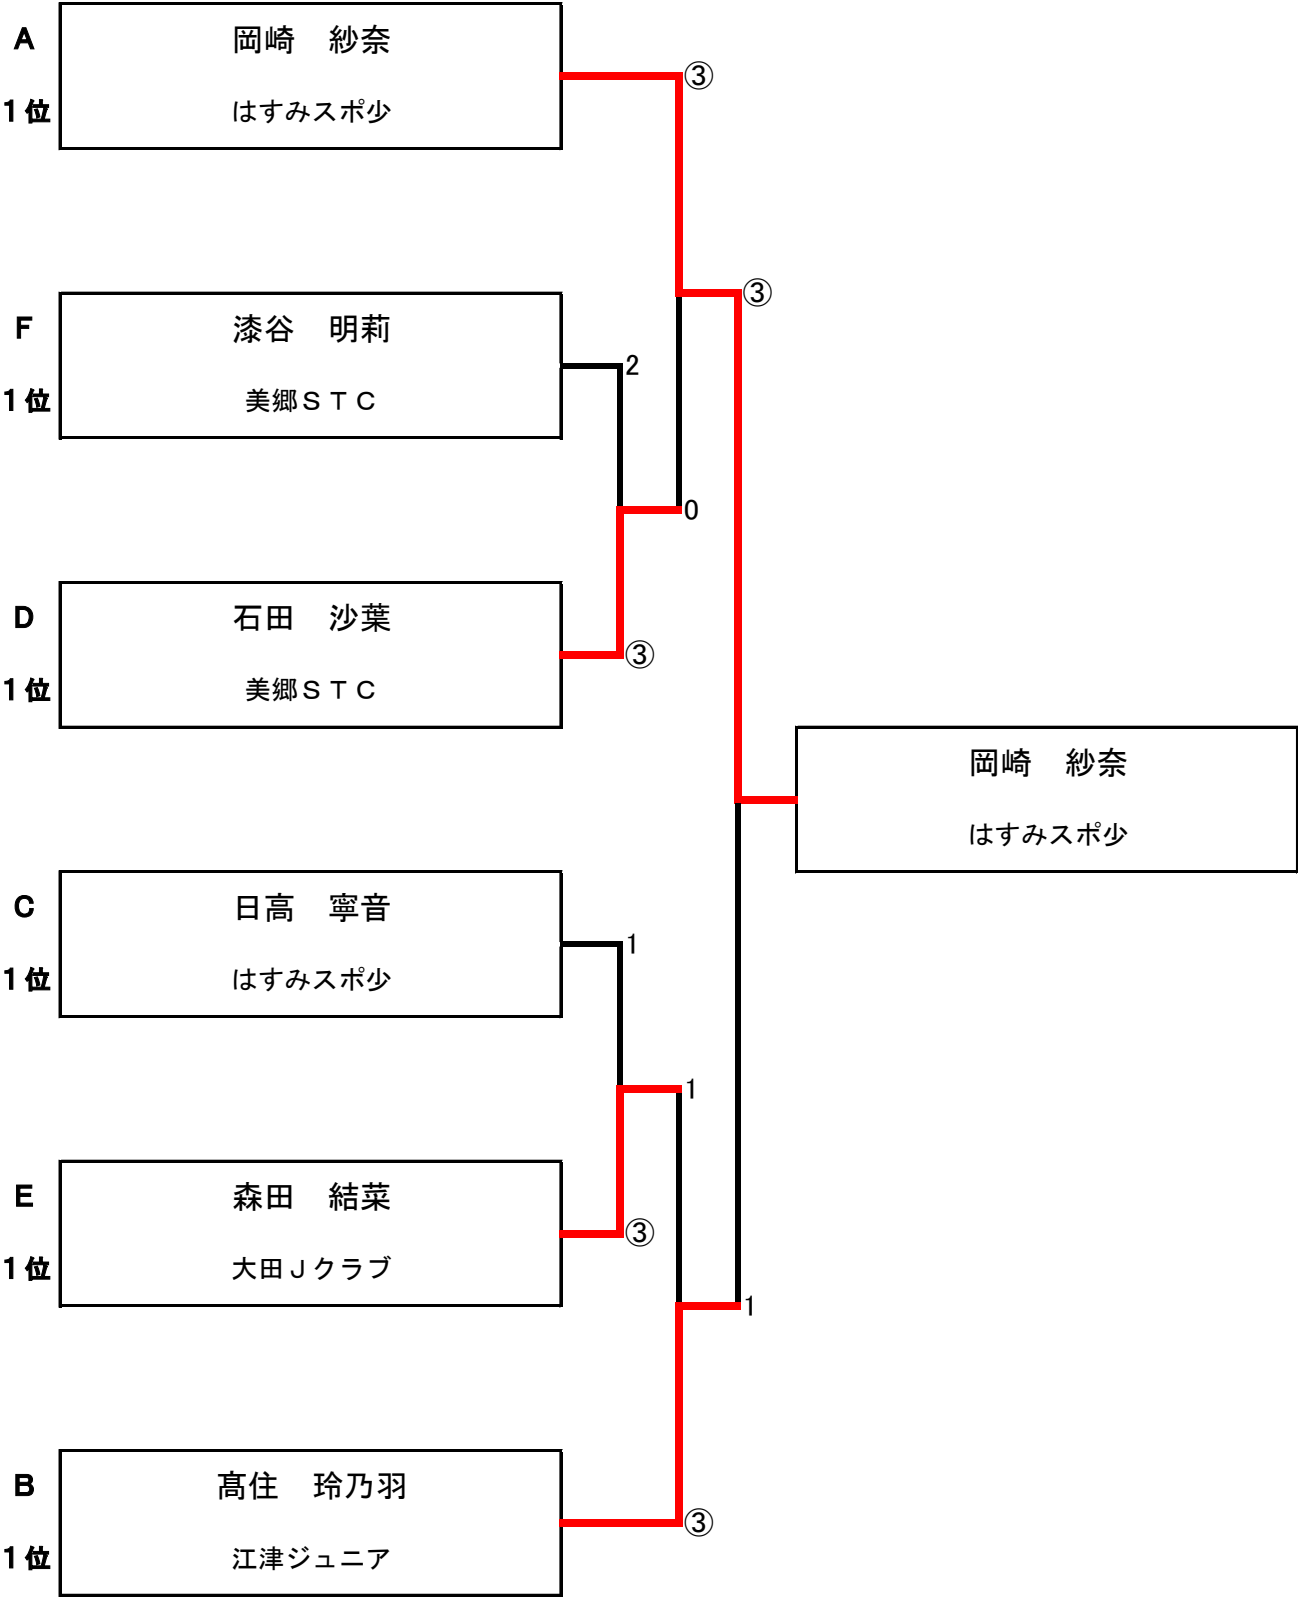 A
岡崎　紗奈
③
1位
はすみスポ少
③
F
漆谷　明莉
2
1位
美郷ＳＴＣ
0
D
石田　沙葉
③
1位
美郷ＳＴＣ
岡崎　紗奈
はすみスポ少
C
日高　寧音
1
1位
はすみスポ少
1
E
森田　結菜
③
1位
大田Ｊクラブ
1
B
髙住　玲乃羽
③
1位
江津ジュニア